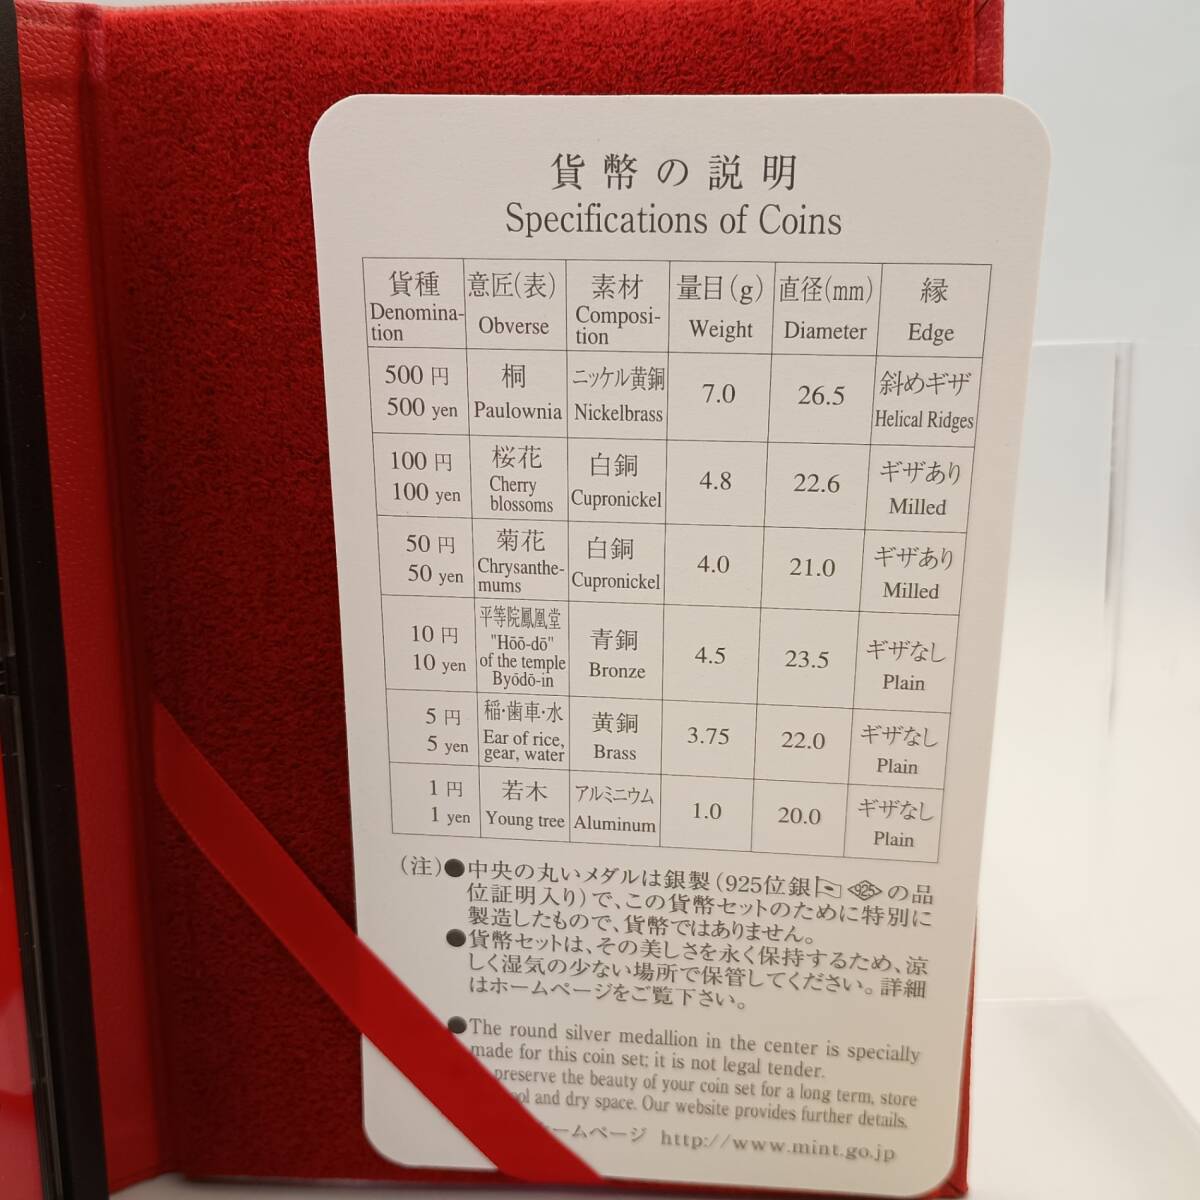 貨幣の説明
Specifications of Coins
貨種 意匠(表) 素材 量目(g) 直径(mm) 縁
Denomina-
tion Obverse Composi-
tion Weight Diameter Edge
500 円 桐 ニッケル黄銅 7.0 26.5 斜めギザ
500 yen Paulownia Nickelbrass Helical Ridges
100 円 桜花 白銅 4.8 22.6 ギザあり
100 yen Cherry
blossoms Cupronickel Milled
50 円 菊花 白銅 4.0 21.0 ギザあり
50 yen Chrysanthe-
mums Cupronickel Milled
10 円 平等院鳳凰堂 青銅 4.5 23.5 ギザなし
10 yen "Hōō-dō"
of the temple
Byōdō-in Bronze Plain
5 円 稲・歯車・水 黄銅 3.75 22.0 ギザなし
5 yen Ear of rice,
gear, water Brass Plain
1 円 若木 アルミニウム 1.0 20.0 ギザなし
1 yen Young tree Aluminum Plain
(注)●中央の丸いメダルは銀製(925位銀 925 の品
位証明入り)で、この貨幣セットのために特別に
製造したもので、貨幣ではありません。
●貨幣セットは、その美しさを永く保持するため、涼
しく湿気の少ない場所で保管してください。詳細
はホームページをご覧下さい。
●The round silver medallion in the center is specially
made for this coin set; it is not legal tender.
preserve the beauty of your coin set for a long term, store
and dry space. Our website provides further details.
ホームページ http://www.mint.go.jp